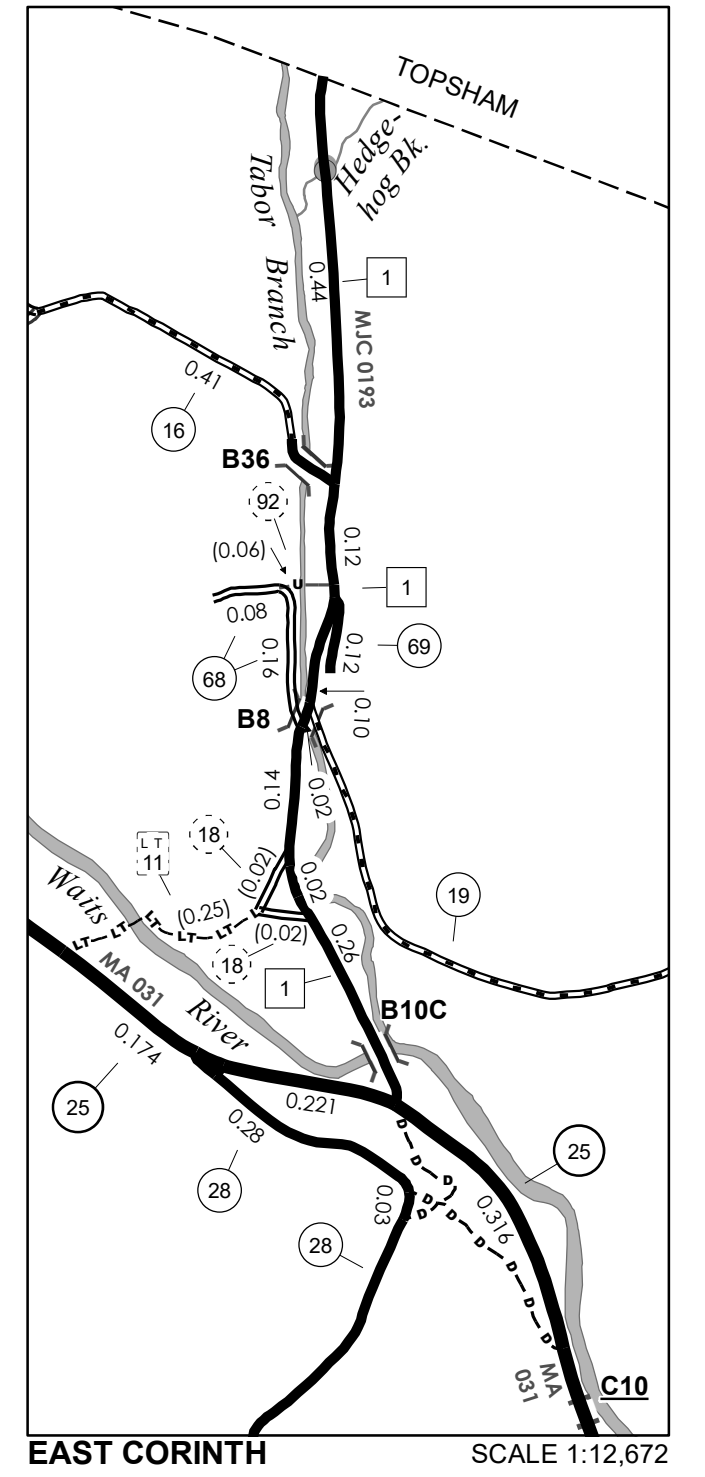 TOPSHAM
Hedge-
hog Bk.
Tabor
Branch
0.44
1
MJC 0193
0.41
16
B36
92
(0.06)
U
0.12
1
0.08
0.16
68
0.12
69
B8
0.10
0.14
0.02
18
LT
11
(0.02)
0.02
Waits
(0.25)
LT
LT
LT
LT
L
(0.02)
18
19
0.26
1
MA 031
River
B10C
0.174
25
0.221
0.28
28
D
D
D
D
D
D
D
D
D
D
D
25
0.03
0.316
28
MA
031
C10
EAST CORINTH
SCALE 1:12,672